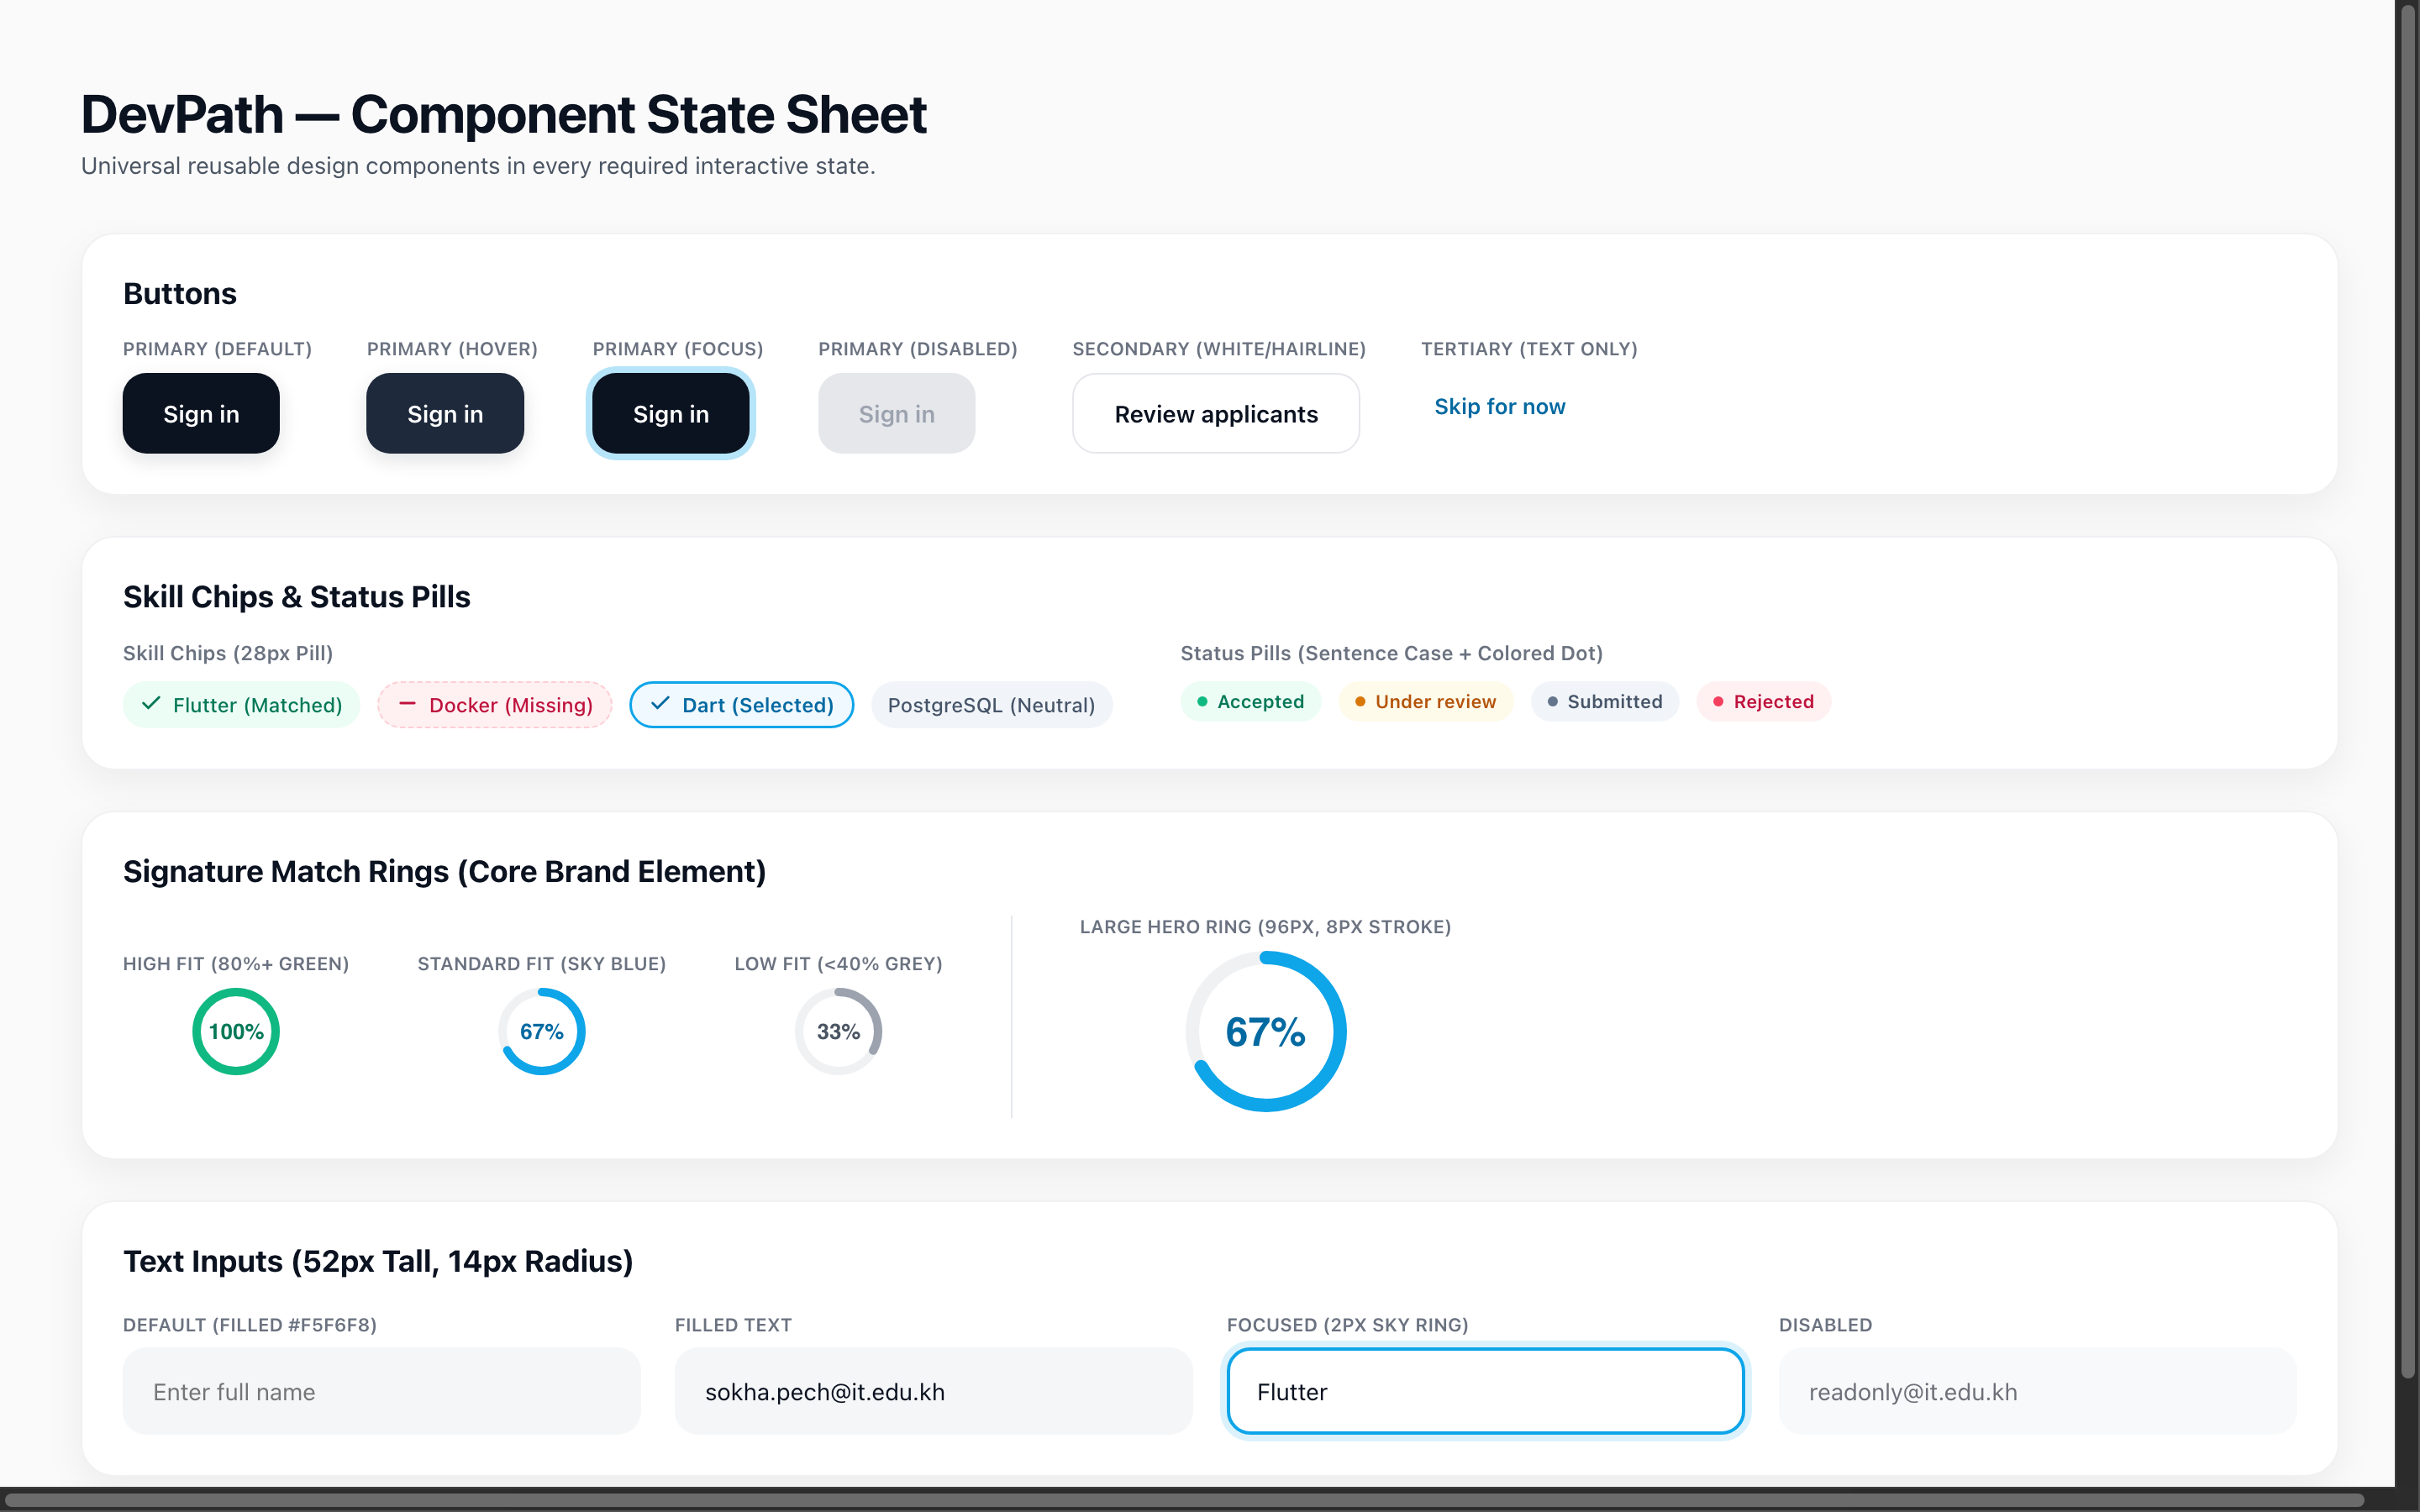 DevPath — Component State Sheet
Universal reusable design components in every required interactive state.
Buttons
PRIMARY (DEFAULT)
Sign in
PRIMARY (HOVER)
Sign in
PRIMARY (FOCUS)
Sign in
PRIMARY (DISABLED)
Sign in
SECONDARY (WHITE/HAIRLINE)
Review applicants
TERTIARY (TEXT ONLY)
Skip for now
Skill Chips & Status Pills
Skill Chips (28px Pill)
Flutter (Matched)
Docker (Missing)
Dart (Selected)
PostgreSQL (Neutral)
Status Pills (Sentence Case + Colored Dot)
Accepted
Under review
Submitted
Rejected
Signature Match Rings (Core Brand Element)
HIGH FIT (80%+ GREEN)
100%
STANDARD FIT (SKY BLUE)
67%
LOW FIT (<40% GREY)
33%
LARGE HERO RING (96PX, 8PX STROKE)
67%
Text Inputs (52px Tall, 14px Radius)
DEFAULT (FILLED #F5F6F8)
Enter full name
FILLED TEXT
sokha.pech@it.edu.kh
FOCUSED (2PX SKY RING)
Flutter
DISABLED
readonly@it.edu.kh